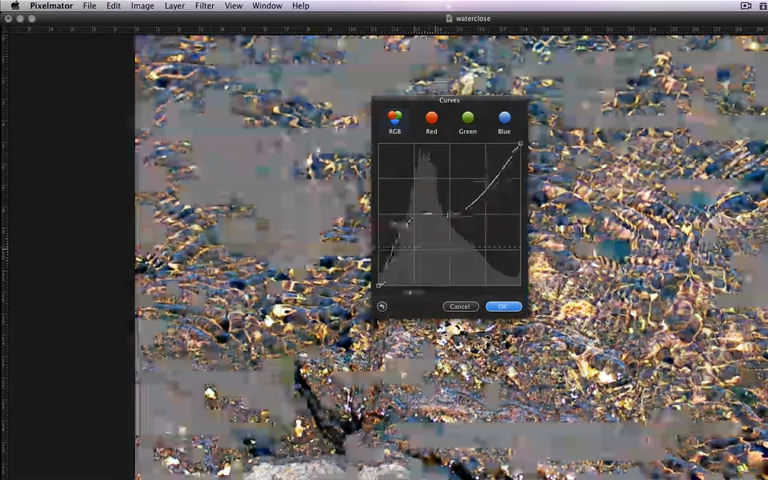 Pixelmator File Edit Image Layer Filter View Window Help
waterclose
Curves
RGB Red Green Blue
Cancel OK